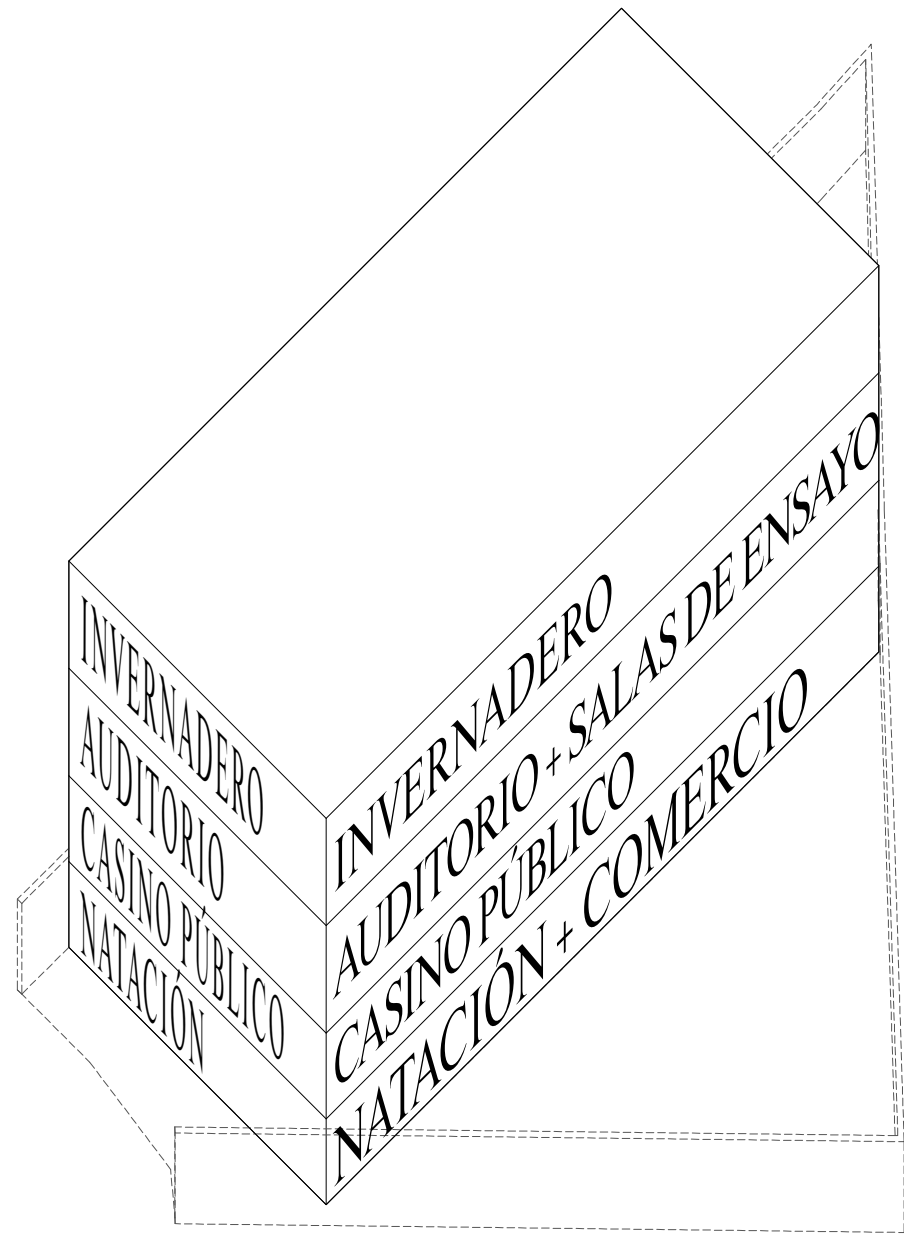 INVERNADERO
AUDITORIO
CASINO PÚBLICO
NATACIÓN
INVERNADERO
AUDITORIO + SALAS DE ENSAYO
CASINO PÚBLICO
NATACIÓN + COMERCIO